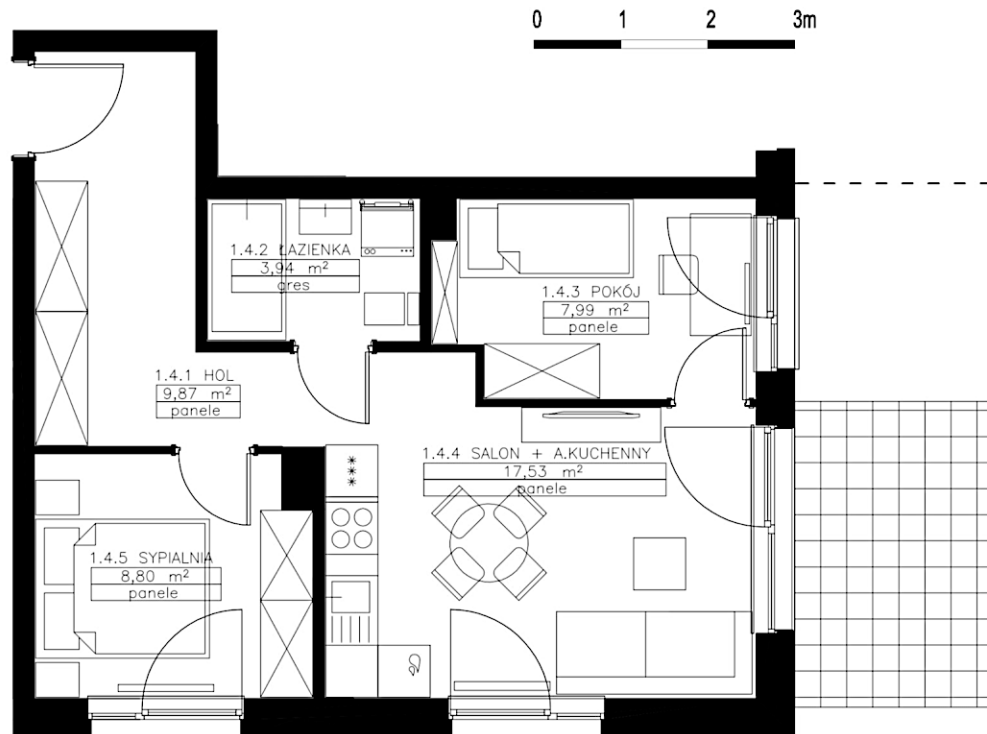 0 1 2 3m
1.4.2 ŁAZIENKA
3,94 m²
gres
1.4.3 POKÓJ
7,99 m²
panele
1.4.1 HOL
9,87 m²
panele
1.4.4 SALON + A.KUCHENNY
17,53 m²
panele
1.4.5 SYPIALNIA
8,80 m²
panele